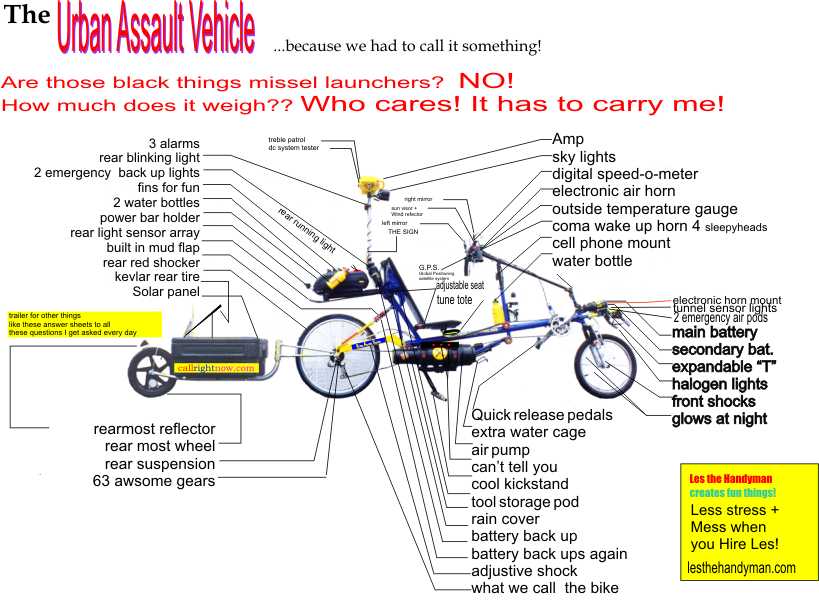 The Urban Assault Vehicle ...because we had to call it something!
Are those black things missel launchers? NO!
How much does it weigh?? Who cares! It has to carry me!
3 alarms
rear blinking light
2 emergency back up lights
fins for fun
2 water bottles
power bar holder
rear light sensor array
built in mud flap
rear red shocker
kevlar rear tire
Solar panel
treble patrol
dc system tester
rear running light
right mirror
sun visor +
Wind refector
left mirror
THE SIGN
G.P.S.
Global Positioning
satellite system
adjustable seat
tune tote
Amp
sky lights
digital speed-o-meter
electronic air horn
outside temperature gauge
coma wake up horn 4 sleepyheads
cell phone mount
water bottle
electronic horn mount
tunnel sensor lights
2 emergency air pods
main battery
secondary bat.
expandable “T”
halogen lights
front shocks
glows at night
trailer for other things
like these answer sheets to all
these questions I get asked every day
callrightnow.com
rearmost reflector
rear most wheel
rear suspension
63 awsome gears
Quick release pedals
extra water cage
air pump
can't tell you
cool kickstand
tool storage pod
rain cover
battery back up
battery back ups again
adjustive shock
what we call the bike
Les the Handyman
creates fun things!
Less stress +
Mess when
you Hire Les!
lesthehandyman.com